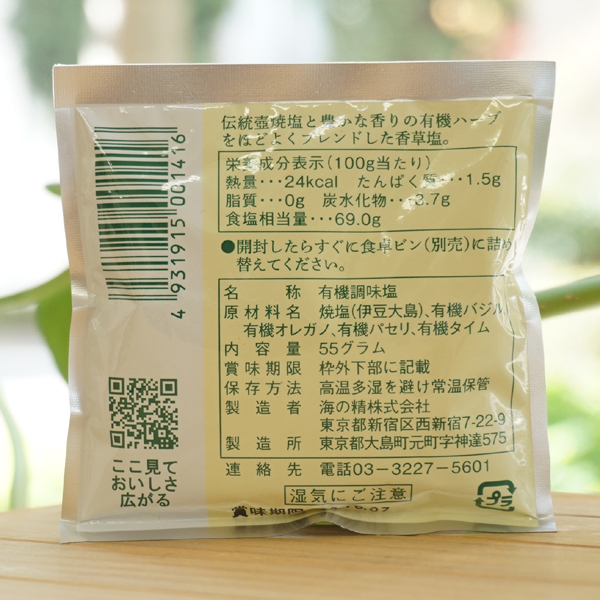 伝統壺焼塩と豊かな香りの有機ハーブ
をほどよくブレンドした香草塩。
栄養成分表示(100g当たり)
熱量･･･24kcal たんぱく質･･･1.5g
脂質･･･0g 炭水化物･･･3.7g
食塩相当量･･･69.0g
●開封したらすぐに食卓ビン(別売)に詰め
替えてください。
名称 有機調味塩
原材料名 焼塩(伊豆大島)、有機バジル、
有機オレガノ、有機パセリ、有機タイム
内容量 55グラム
賞味期限 枠外下部に記載
保存方法 高温多湿を避け常温保管
製造者 海の精株式会社
東京都新宿区西新宿7-22-9
製造所 東京都大島町元町字神達575
連絡先 電話03-3227-5601
湿気にご注意
賞味期限
プラ
4 931915 001416
ここ見て
おいしさ
広がる